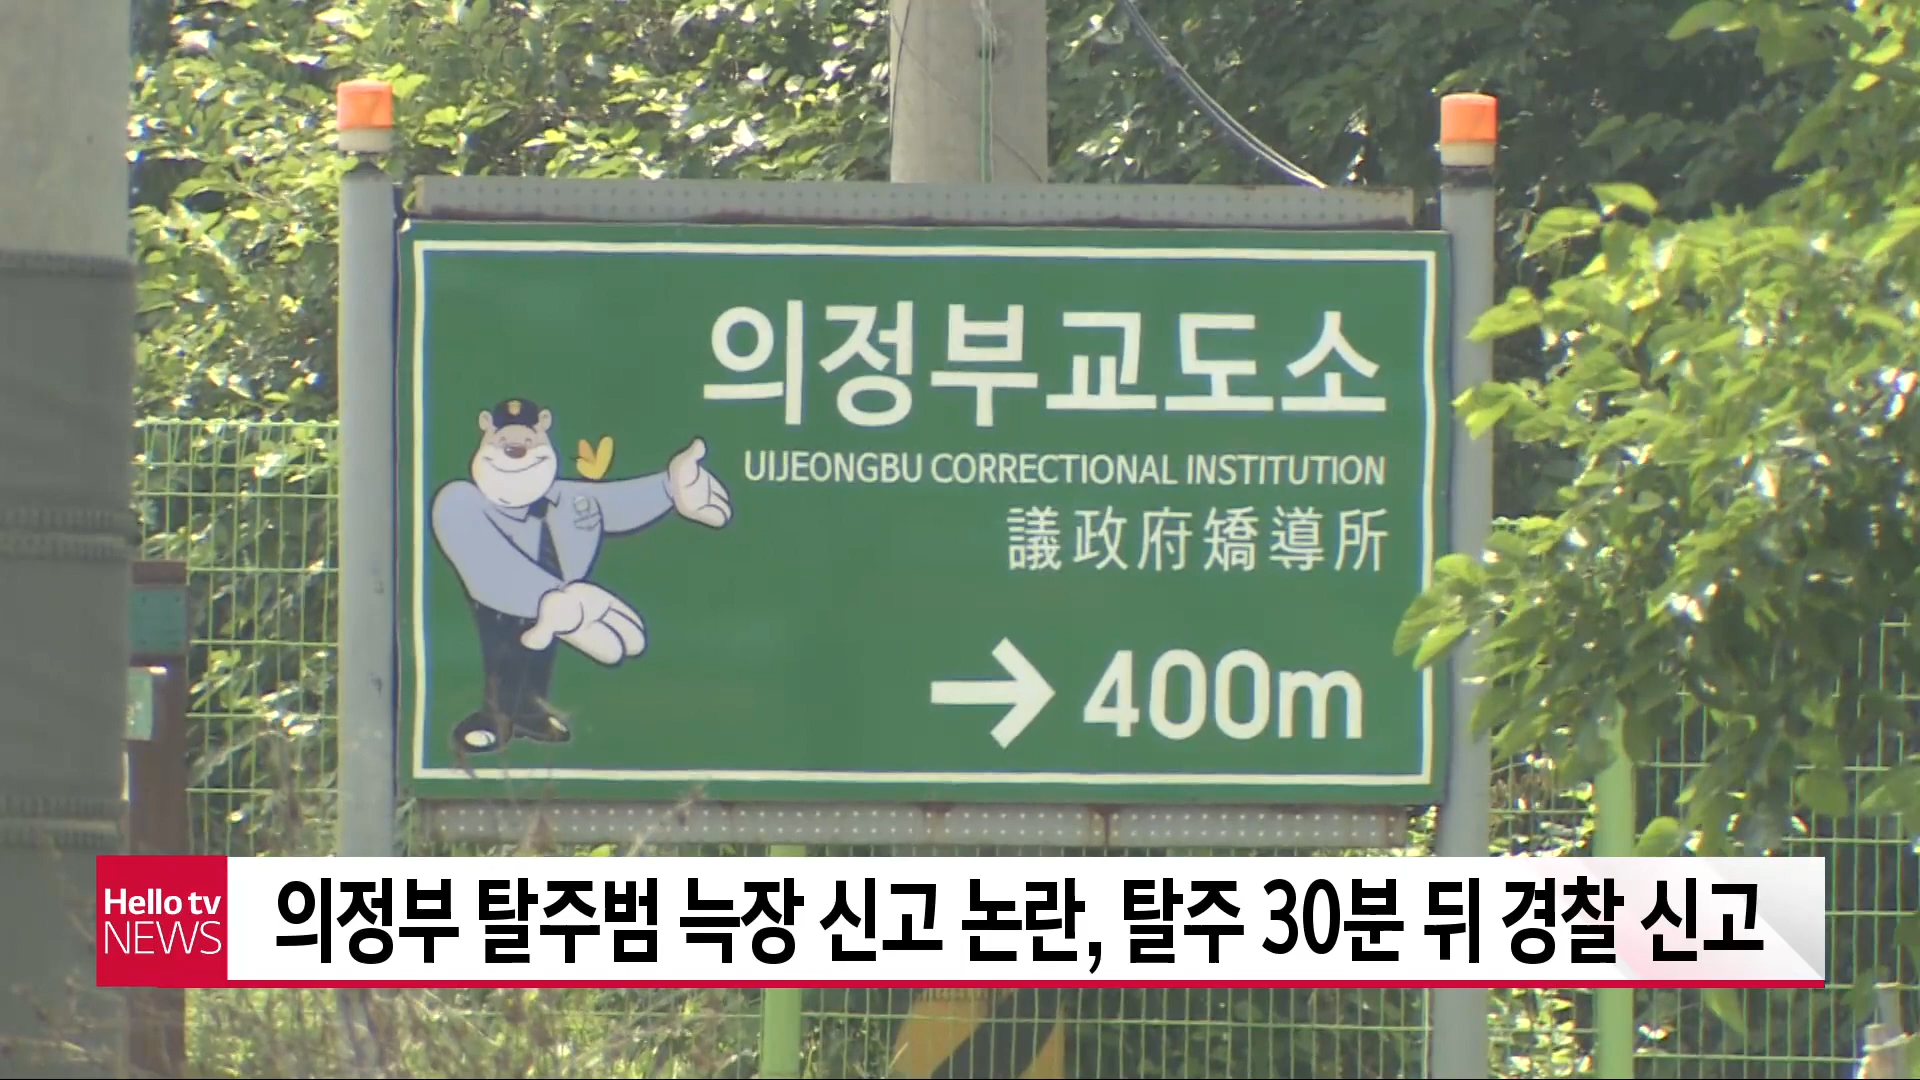 의정부교도소
UIJEONGBU CORRECTIONAL INSTITUTION
議政府矯導所
→ 400m
Hello tv
NEWS
의정부 탈주범 늑장 신고 논란, 탈주 30분 뒤 경찰 신고